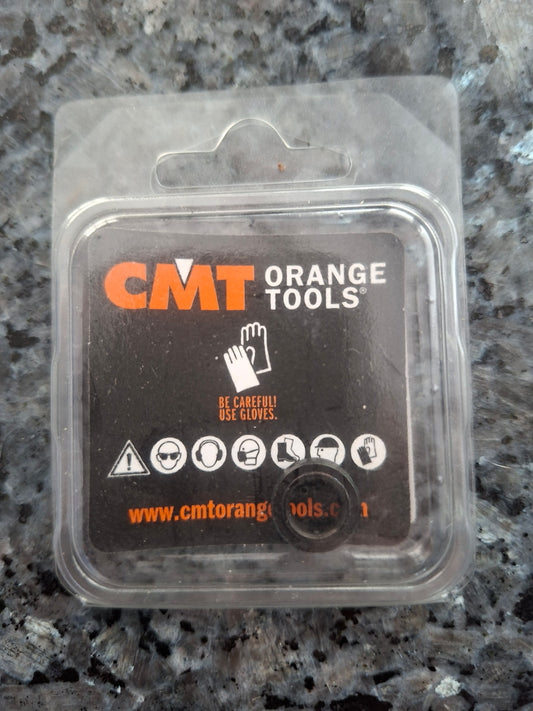 CMT ORANGE
TOOLS®
BE CAREFUL!
USE GLOVES.
www.cmtorangetools.com